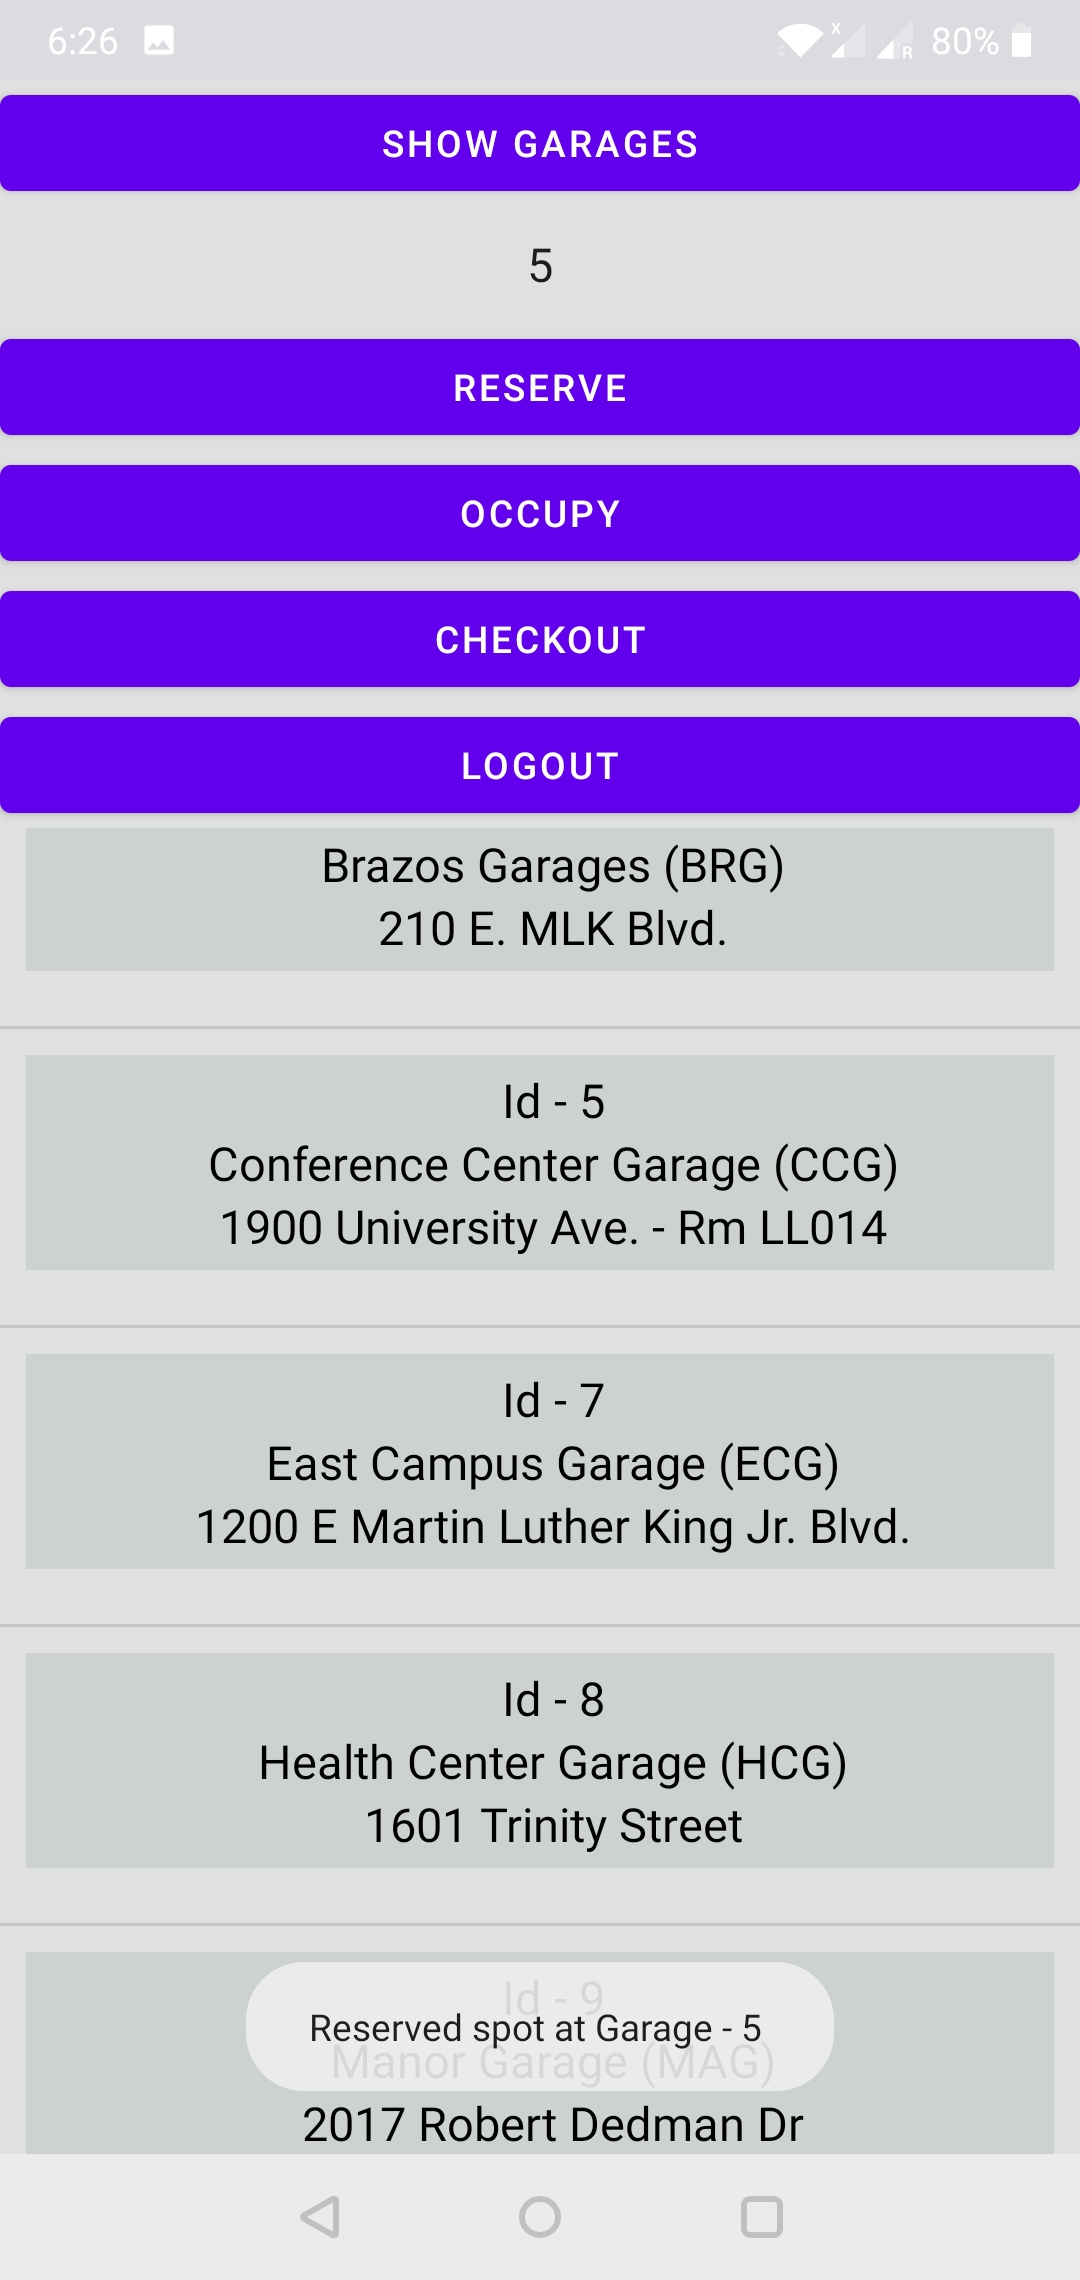 6:26
X
R
80%
SHOW GARAGES
5
RESERVE
OCCUPY
CHECKOUT
LOGOUT
Brazos Garages (BRG)
210 E. MLK Blvd.
Id - 5
Conference Center Garage (CCG)
1900 University Ave. - Rm LL014
Id - 7
East Campus Garage (ECG)
1200 E Martin Luther King Jr. Blvd.
Id - 8
Health Center Garage (HCG)
1601 Trinity Street
Id - 9
Reserved spot at Garage - 5
Manor Garage (MAG)
2017 Robert Dedman Dr